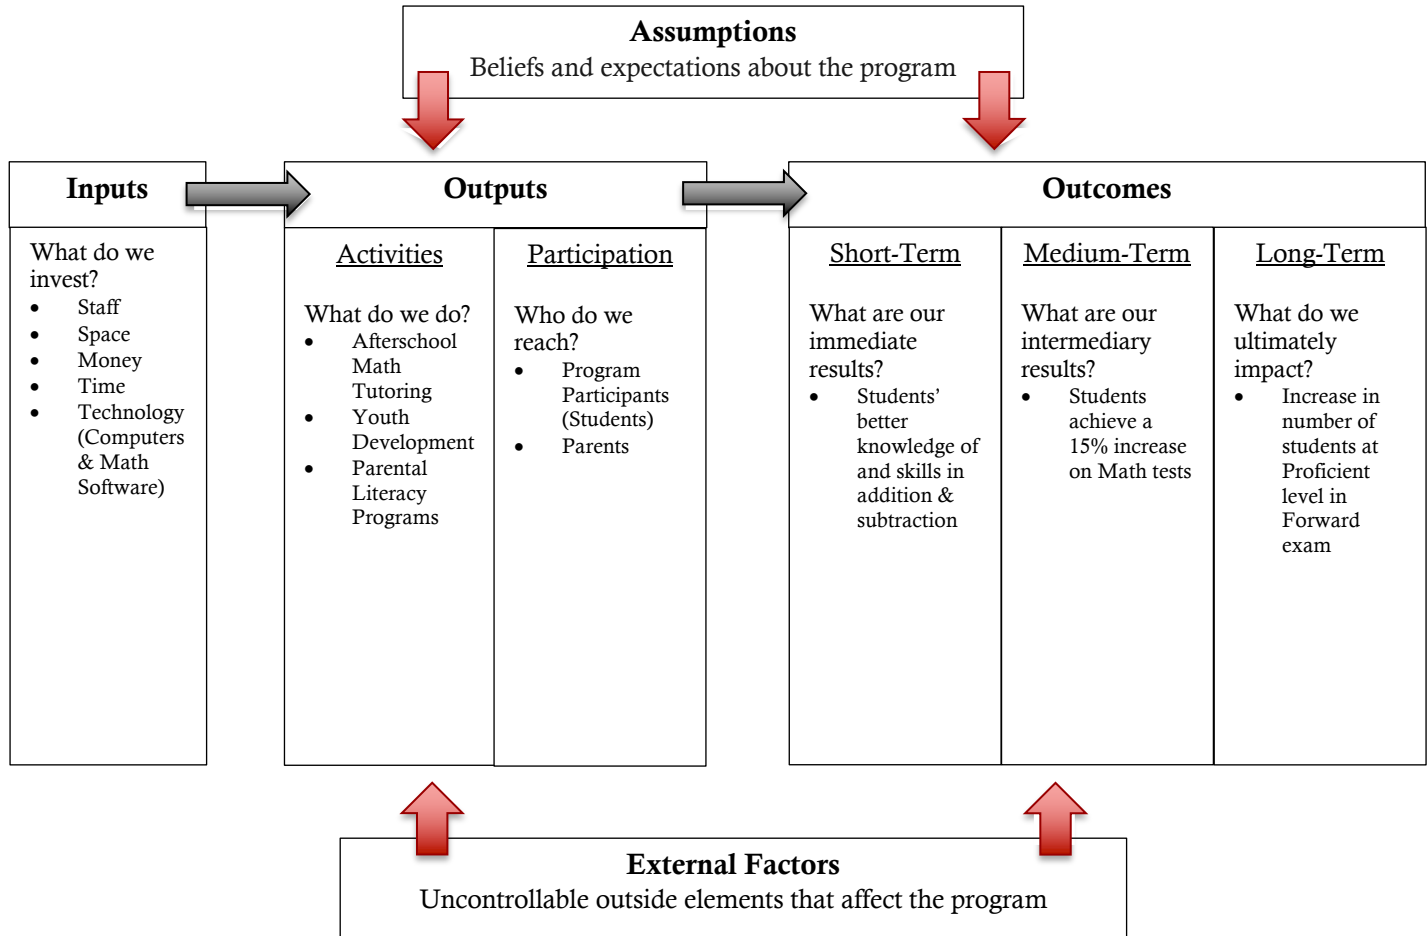 Assumptions
Beliefs and expectations about the program
Inputs
Outputs
Outcomes
What do we
invest?
• Staff
• Space
• Money
• Time
• Technology
(Computers
& Math
Software)
Activities
What do we do?
• Afterschool
Math
Tutoring
• Youth
Development
• Parental
Literacy
Programs
Participation
Who do we
reach?
• Program
Participants
(Students)
• Parents
Short-Term
What are our
immediate
results?
• Students’
better
knowledge of
and skills in
addition &
subtraction
Medium-Term
What are our
intermediary
results?
• Students
achieve a
15% increase
on Math tests
Long-Term
What do we
ultimately
impact?
• Increase in
number of
students at
Proficient
level in
Forward
exam
External Factors
Uncontrollable outside elements that affect the program